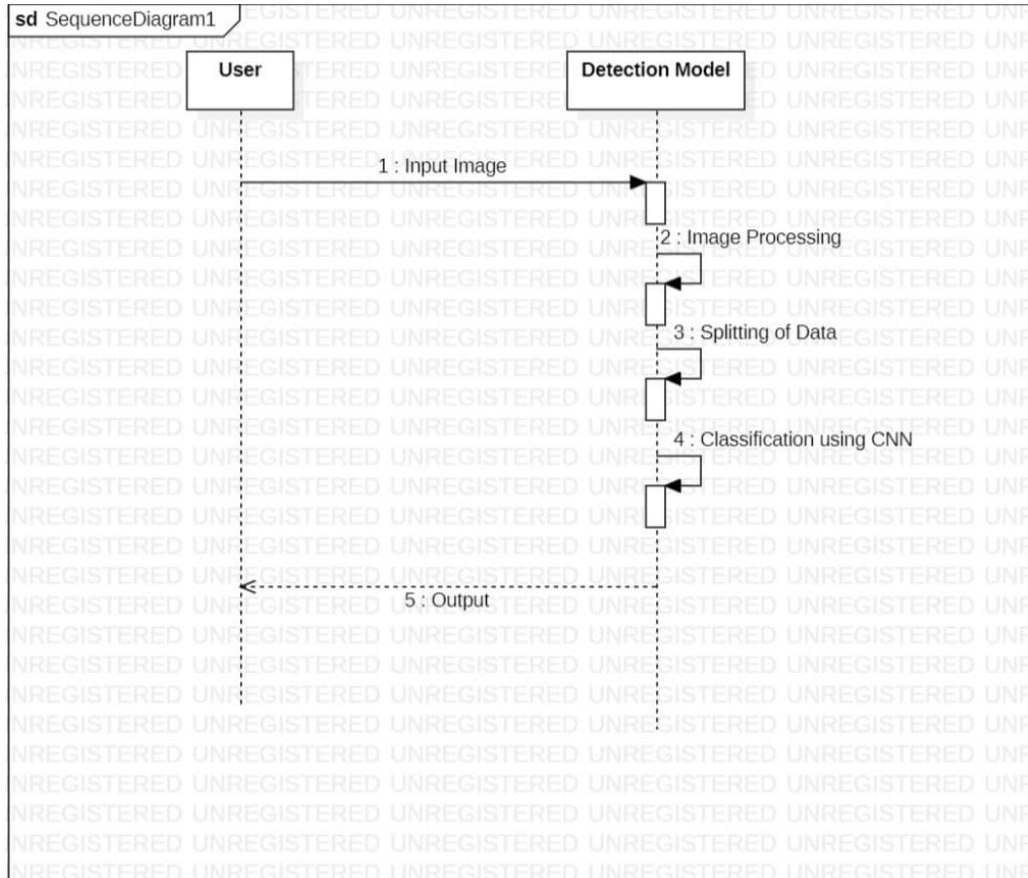 sd SequenceDiagram1
User
Detection Model
1 : Input Image
2 : Image Processing
3 : Splitting of Data
4 : Classification using CNN
5 : Output